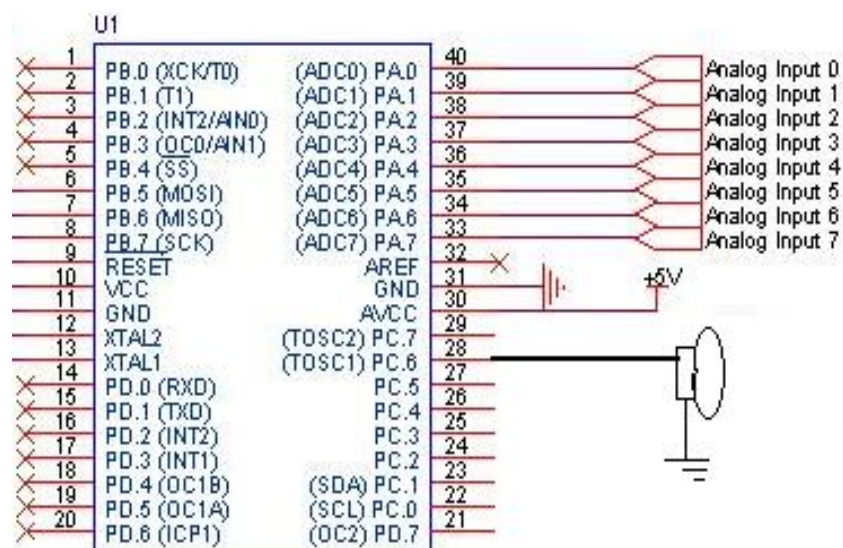 U1
1 PB.0 (XCK/T0) (ADC0) PA.0 40 Analog Input 0
2 PB.1 (T1) (ADC1) PA.1 39 Analog Input 1
3 PB.2 (INT2/AIN0) (ADC2) PA.2 38 Analog Input 2
4 PB.3 (OC0/AIN1) (ADC3) PA.3 37 Analog Input 3
5 PB.4 (SS) (ADC4) PA.4 36 Analog Input 4
6 PB.5 (MOSI) (ADC5) PA.5 35 Analog Input 5
7 PB.6 (MISO) (ADC6) PA.6 34 Analog Input 6
8 PB.7 (SCK) (ADC7) PA.7 33 Analog Input 7
9 RESET AREF 32
10 VCC GND 31 +5V
11 GND AVCC 30
12 XTAL2 (TOSC2) PC.7 29
13 XTAL1 (TOSC1) PC.6 28
14 PD.0 (RXD) PC.5 27
15 PD.1 (TXD) PC.4 26
16 PD.2 (INT2) PC.3 25
17 PD.3 (INT1) PC.2 24
18 PD.4 (OC1B) (SDA) PC.1 23
19 PD.5 (OC1A) (SCL) PC.0 22
20 PD.6 (ICP1) (OC2) PD.7 21